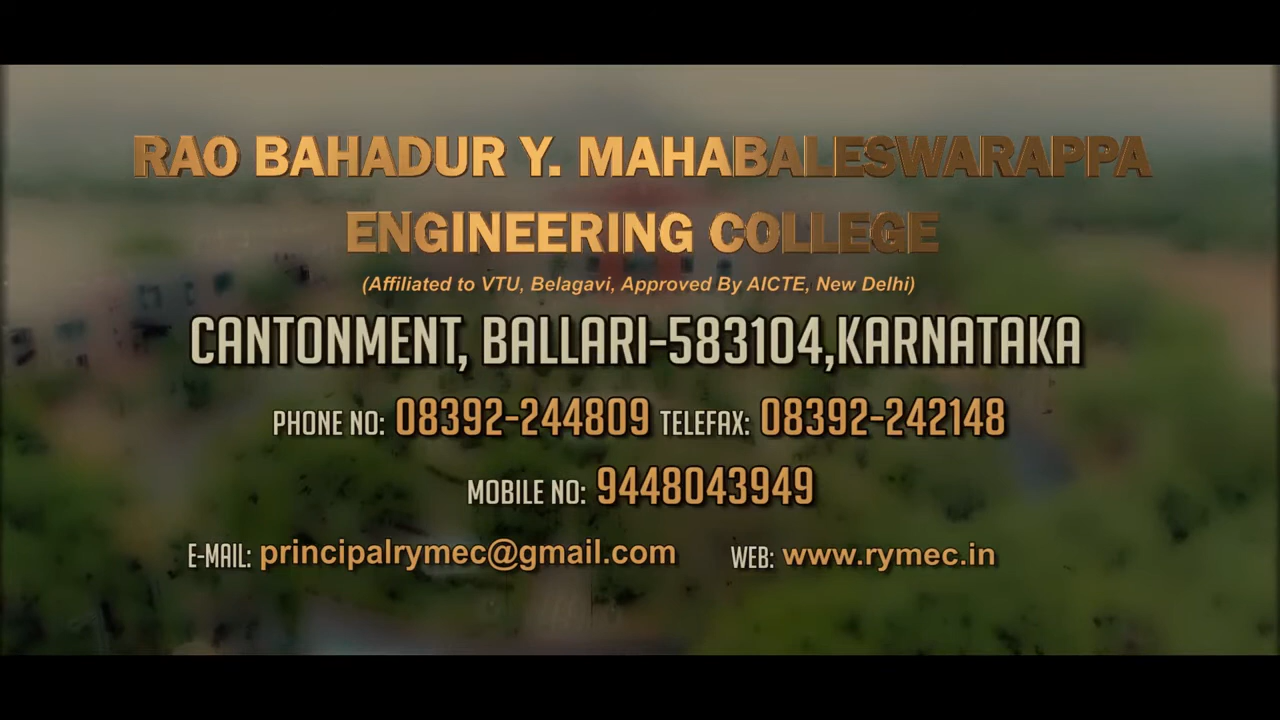 RAO BAHADUR Y. MAHABALESWARAPPA
ENGINEERING COLLEGE
(Affiliated to VTU, Belagavi, Approved By AICTE, New Delhi)
CANTONMENT, BALLARI-583104,KARNATAKA
PHONE NO: 08392-244809 TELEFAX: 08392-242148
MOBILE NO: 9448043949
E-MAIL: principalrymec@gmail.com WEB: www.rymec.in